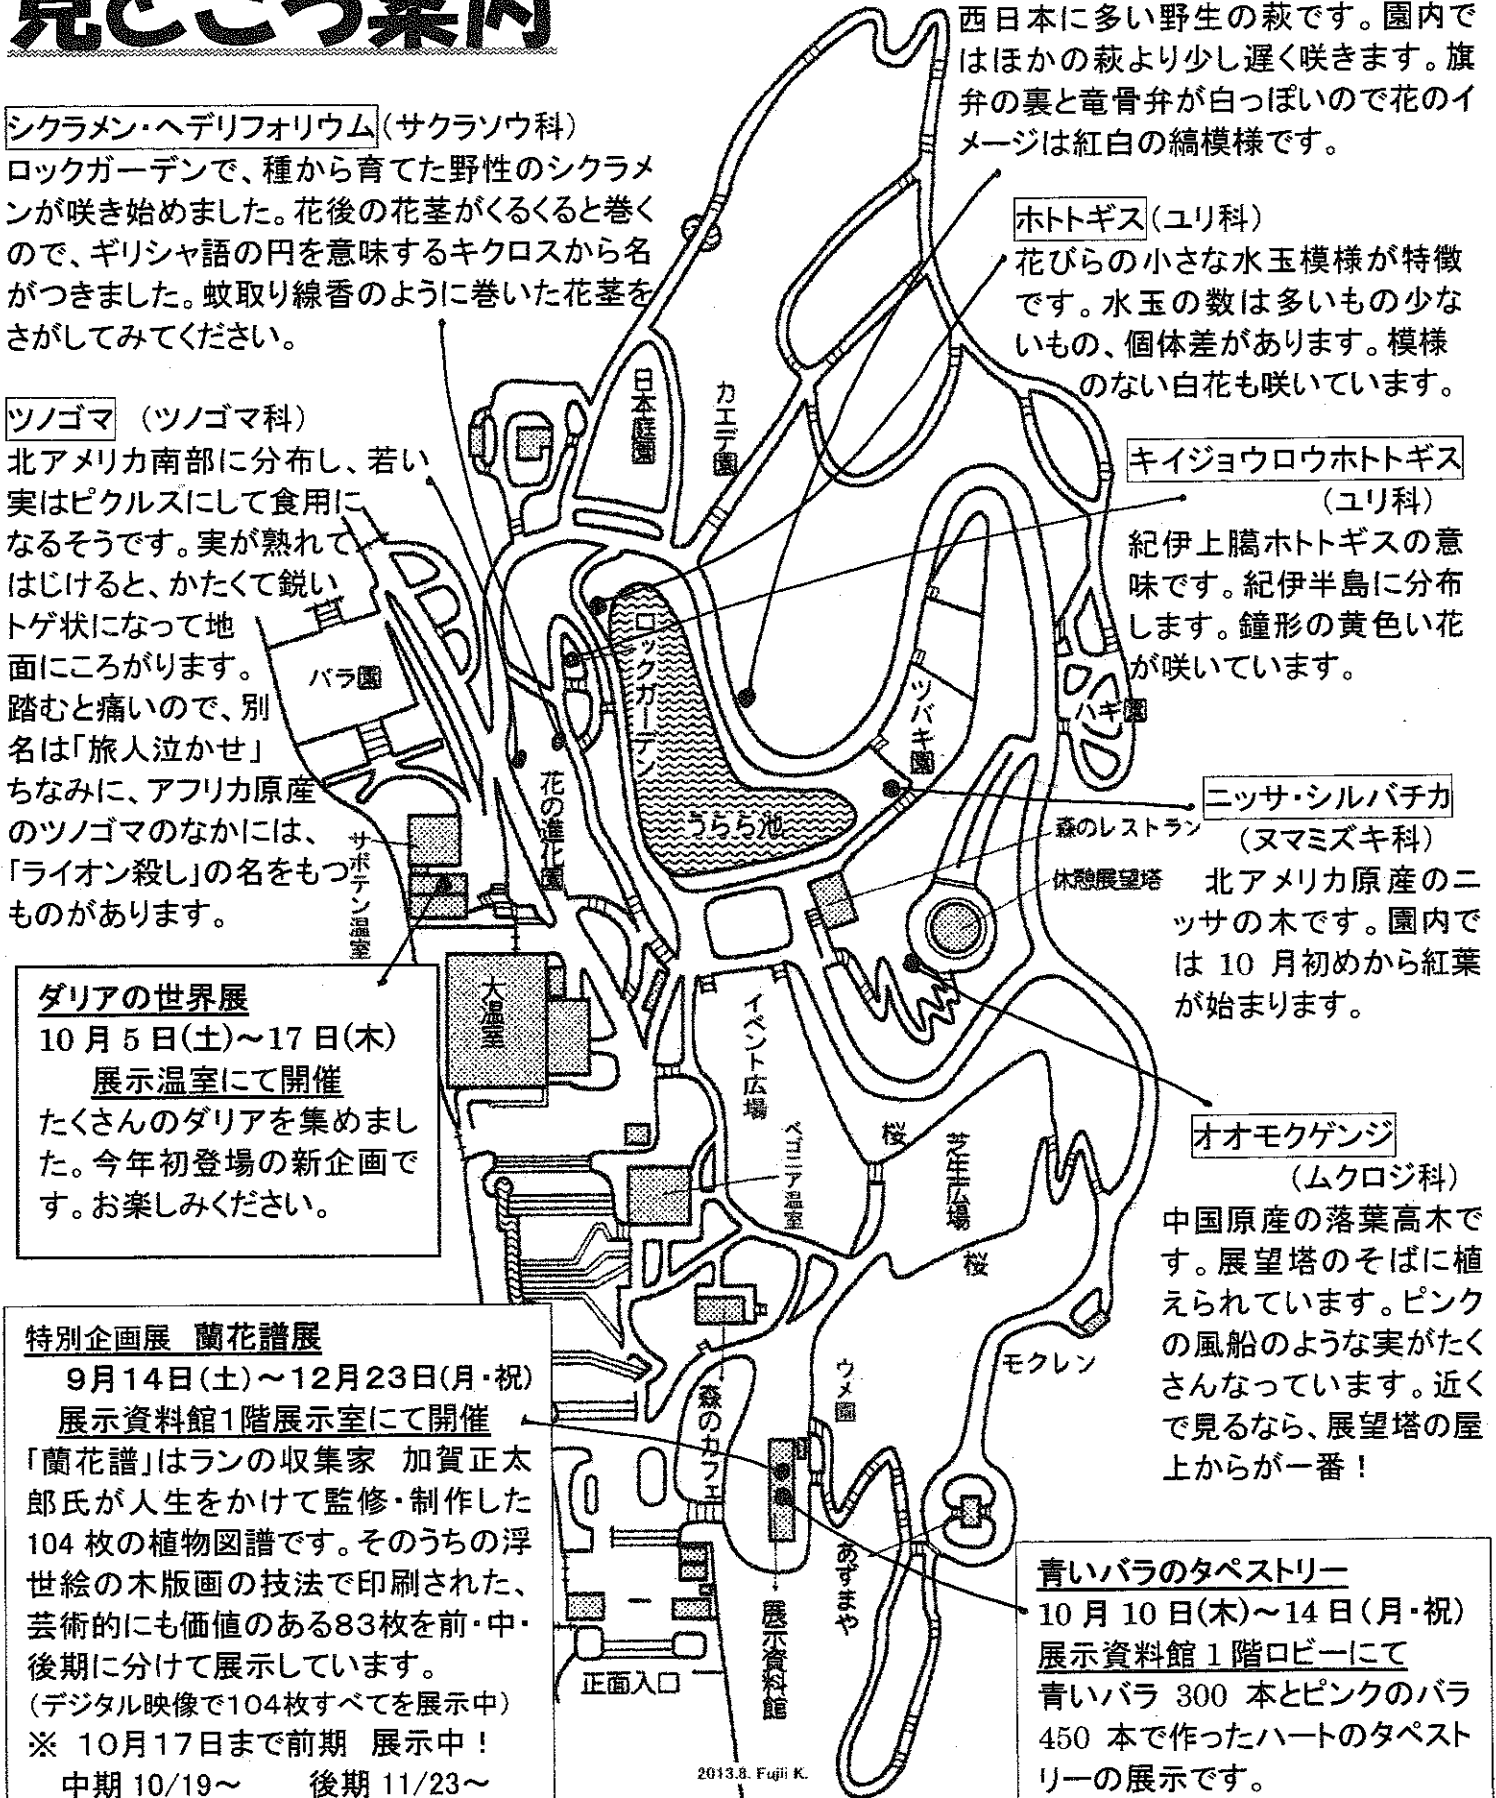 見どころ案内
西日本に多い野生の萩です。園内で
はほかの萩より少し遅く咲きます。旗
弁の裏と竜骨弁が白っぽいので花のイ
メージは紅白の縞模様です。
シクラメン・ヘデリフォリウム(サクラソウ科)
ロックガーデンで、種から育てた野性のシクラメ
ンが咲き始めました。花後の花茎がくるくると巻く
ので、ギリシャ語の円を意味するキクロスから名
がつきました。蚊取り線香のように巻いた花茎を
さがしてみてください。
ホトトギス(ユリ科)
花びらの小さな水玉模様が特徴
です。水玉の数は多いもの少な
いもの、個体差があります。模様
のない白花も咲いています。
ツノゴマ (ツノゴマ科)
北アメリカ南部に分布し、若い
実はピクルスにして食用に
なるそうです。実が熟れて
はじけると、かたくて鋭い
トゲ状になって地
面にころがります。
踏むと痛いので、別
名は「旅人泣かせ」
ちなみに、アフリカ原産
のツノゴマのなかには、
「ライオン殺し」の名をもつ
ものがあります。
キイジョウロウホトトギス
(ユリ科)
紀伊上臈ホトトギスの意
味です。紀伊半島に分布
します。鐘形の黄色い花
が咲いています。
ニッサ・シルバチカ
(ヌマミズキ科)
北アメリカ原産のニ
ッサの木です。園内で
は 10 月初めから紅葉
が始まります。
オオモクゲンジ
(ムクロジ科)
中国原産の落葉高木で
す。展望塔のそばに植
えられています。ピンク
の風船のような実がたく
さんなっています。近く
で見るなら、展望塔の屋
上からが一番!
ダリアの世界展
10 月 5 日(土)~17 日(木)
展示温室にて開催
たくさんのダリアを集めまし
た。今年初登場の新企画で
す。お楽しみください。
特別企画展 蘭花譜展
9月14日(土)~12月23日(月・祝)
展示資料館1階展示室にて開催
「蘭花譜」はランの収集家 加賀正太
郎氏が人生をかけて監修・制作した
104 枚の植物図譜です。そのうちの浮
世絵の木版画の技法で印刷された、
芸術的にも価値のある83枚を前・中・
後期に分けて展示しています。
(デジタル映像で104枚すべてを展示中)
※ 10月17日まで前期 展示中!
中期 10/19~ 後期 11/23~
青いバラのタペストリー
10 月 10 日(木)~14 日(月・祝)
展示資料館 1 階ロビーにて
青いバラ 300 本とピンクのバラ
450 本で作ったハートのタペスト
リーの展示です。
日本庭園
カエデ園
バラ園
ロックガーデン
ツバキ園
ハギ園
花の進化園
うらら池
サボテン温室
森のレストラン
休憩展望塔
大温室
イベント広場
ベゴニア温室
桜
芝生広場
桜
モクレン
ウメ園
森のカフェ
あずまや
展示資料館
正面入口
2013.8. Fujii K.